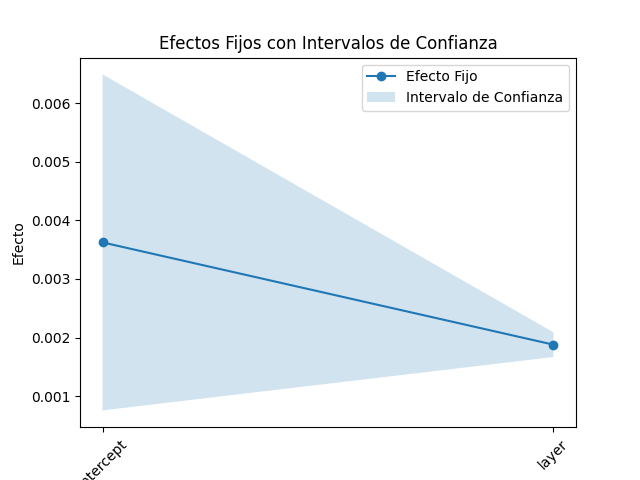 Efectos Fijos con Intervalos de Confianza
Efecto Fijo
Intervalo de Confianza
0.006
0.005
0.004
0.003
0.002
0.001
Efecto
layer